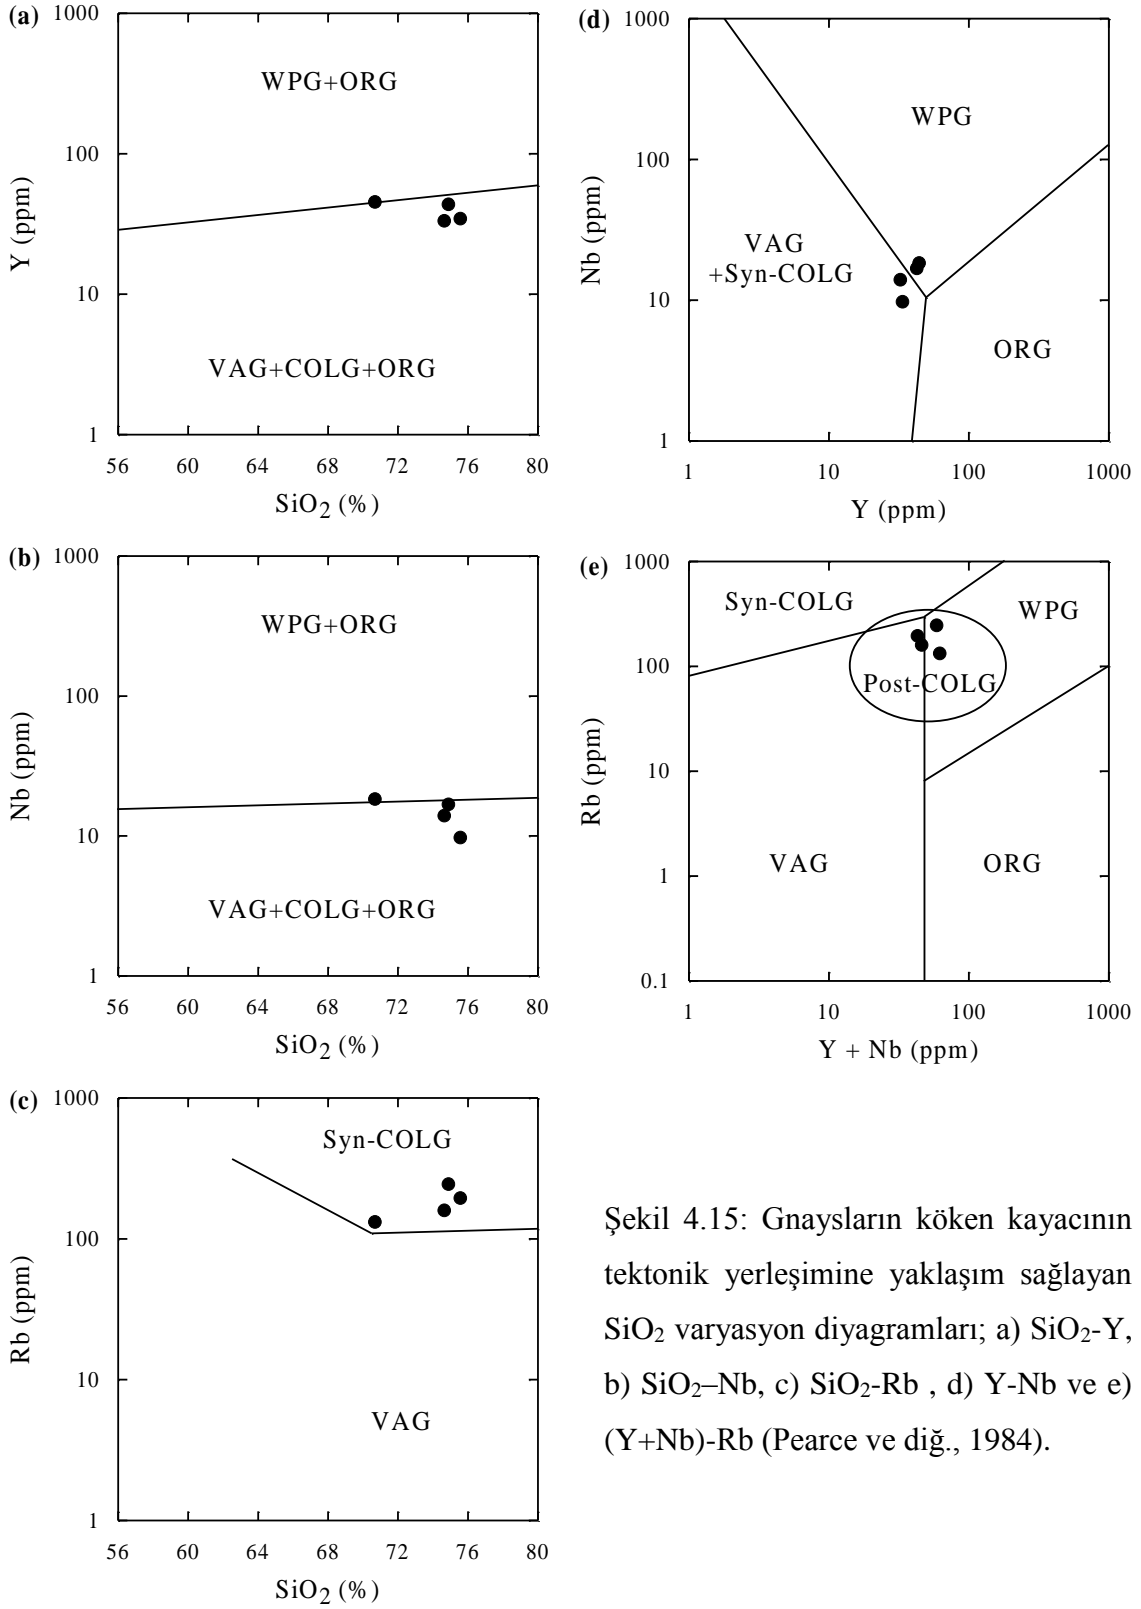 (a)
1000
100
10
1
Y (ppm)
WPG+ORG
VAG+COLG+ORG
56 60 64 68 72 76 80
SiO2 (%)
(d)
1000
100
10
1
Nb (ppm)
WPG
VAG
+Syn-COLG
ORG
1 10 100 1000
Y (ppm)
(b)
1000
100
10
1
Nb (ppm)
WPG+ORG
VAG+COLG+ORG
56 60 64 68 72 76 80
SiO2 (%)
(e)
1000
100
10
1
0.1
Rb (ppm)
Syn-COLG
WPG
Post-COLG
VAG
ORG
1 10 100 1000
Y + Nb (ppm)
(c)
1000
100
10
1
Rb (ppm)
Syn-COLG
VAG
56 60 64 68 72 76 80
SiO2 (%)
Şekil 4.15: Gnaysların köken kayacının
tektonik yerleşimine yaklaşım sağlayan
SiO2 varyasyon diyagramları; a) SiO2-Y,
b) SiO2–Nb, c) SiO2-Rb , d) Y-Nb ve e)
(Y+Nb)-Rb (Pearce ve diğ., 1984).